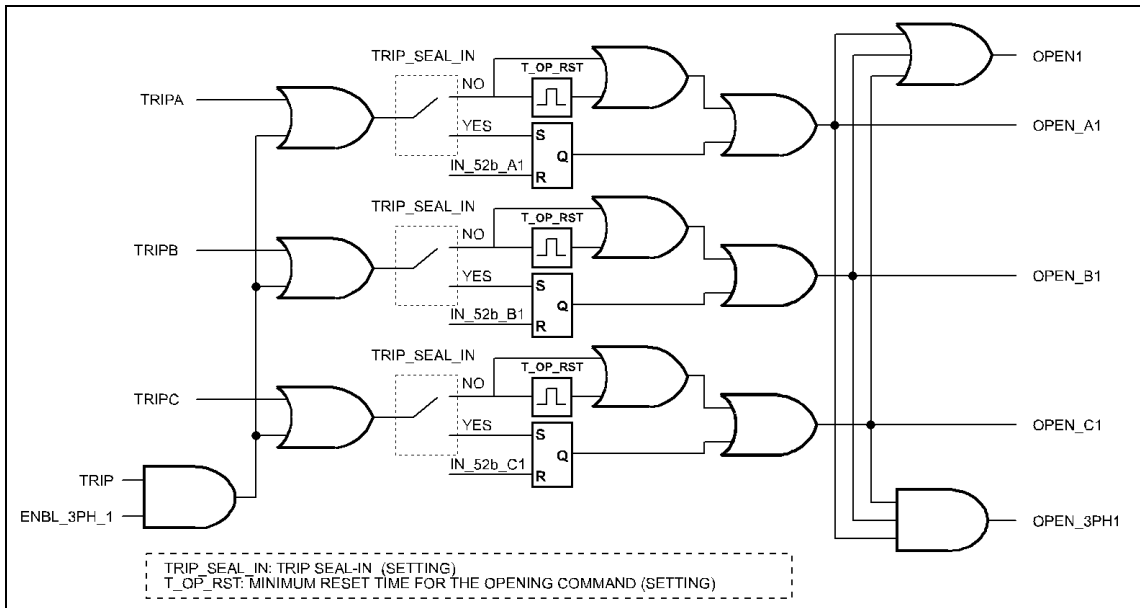 TRIP_SEAL_IN
NO
T_OP_RST
TRIPA
YES
S
Q
IN_52b_A1
R
OPEN1
OPEN_A1
TRIP_SEAL_IN
NO
T_OP_RST
TRIPB
YES
S
Q
IN_52b_B1
R
OPEN_B1
TRIP_SEAL_IN
NO
T_OP_RST
TRIPC
YES
S
Q
IN_52b_C1
R
OPEN_C1
TRIP
ENBL_3PH_1
OPEN_3PH1
TRIP_SEAL_IN: TRIP SEAL-IN (SETTING)
T_OP_RST: MINIMUM RESET TIME FOR THE OPENING COMMAND (SETTING)